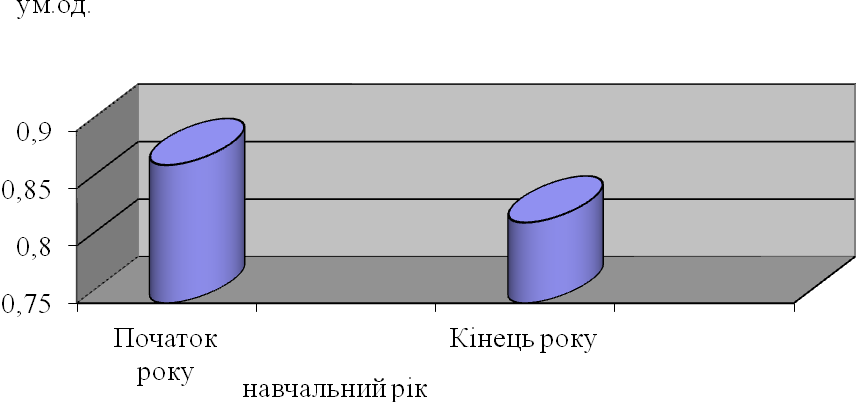 ум.од.
0,9
0,85
0,8
0,75
Початок
року
Кінець року
навчальний рік